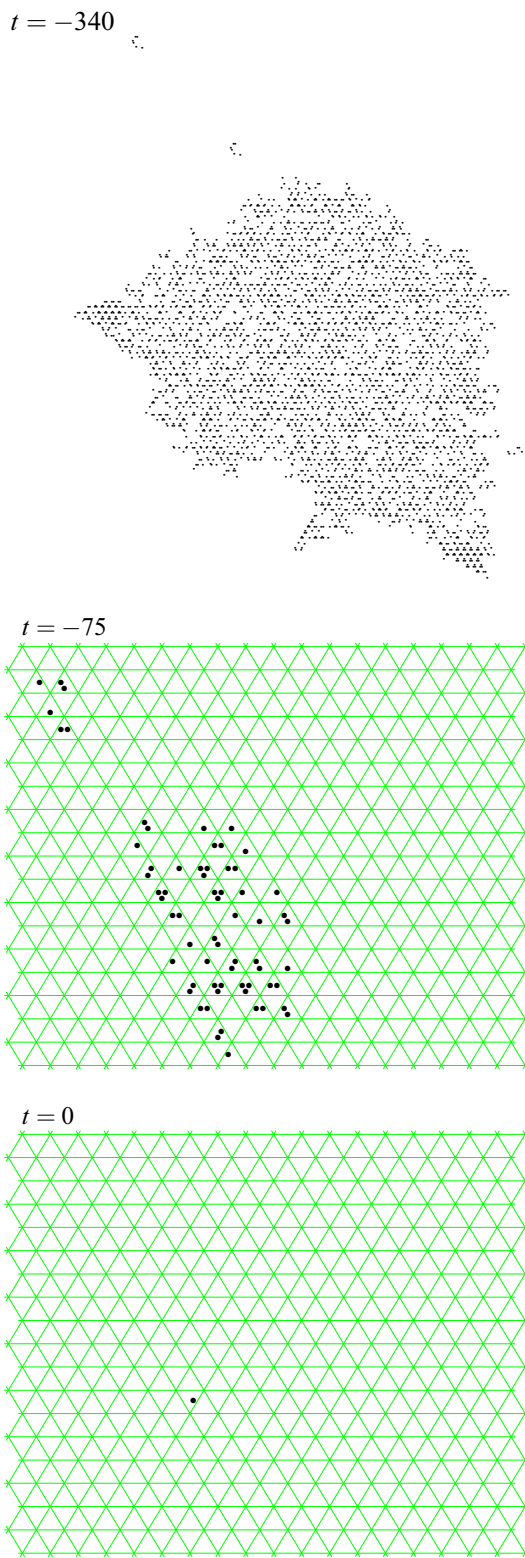 t = −340
t = −75
t = 0